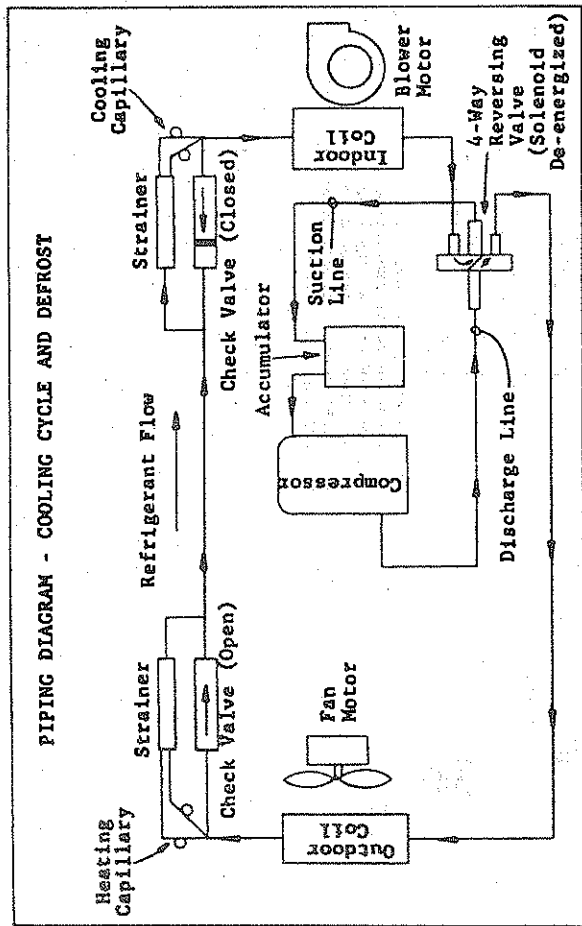 PIPING DIAGRAM - COOLING CYCLE AND DEFROST
Heating
Capillary
Strainer
Check Valve (Open)
Refrigerant Flow
Strainer
Check Valve (Closed)
Cooling
Capillary
Outdoor
Coil
Fan
Motor
Compressor
Accumulator
Suction
Line
Indoor
Coil
Blower
Motor
Discharge Line
4-Way
Reversing
Valve
(Solenoid
De-energized)